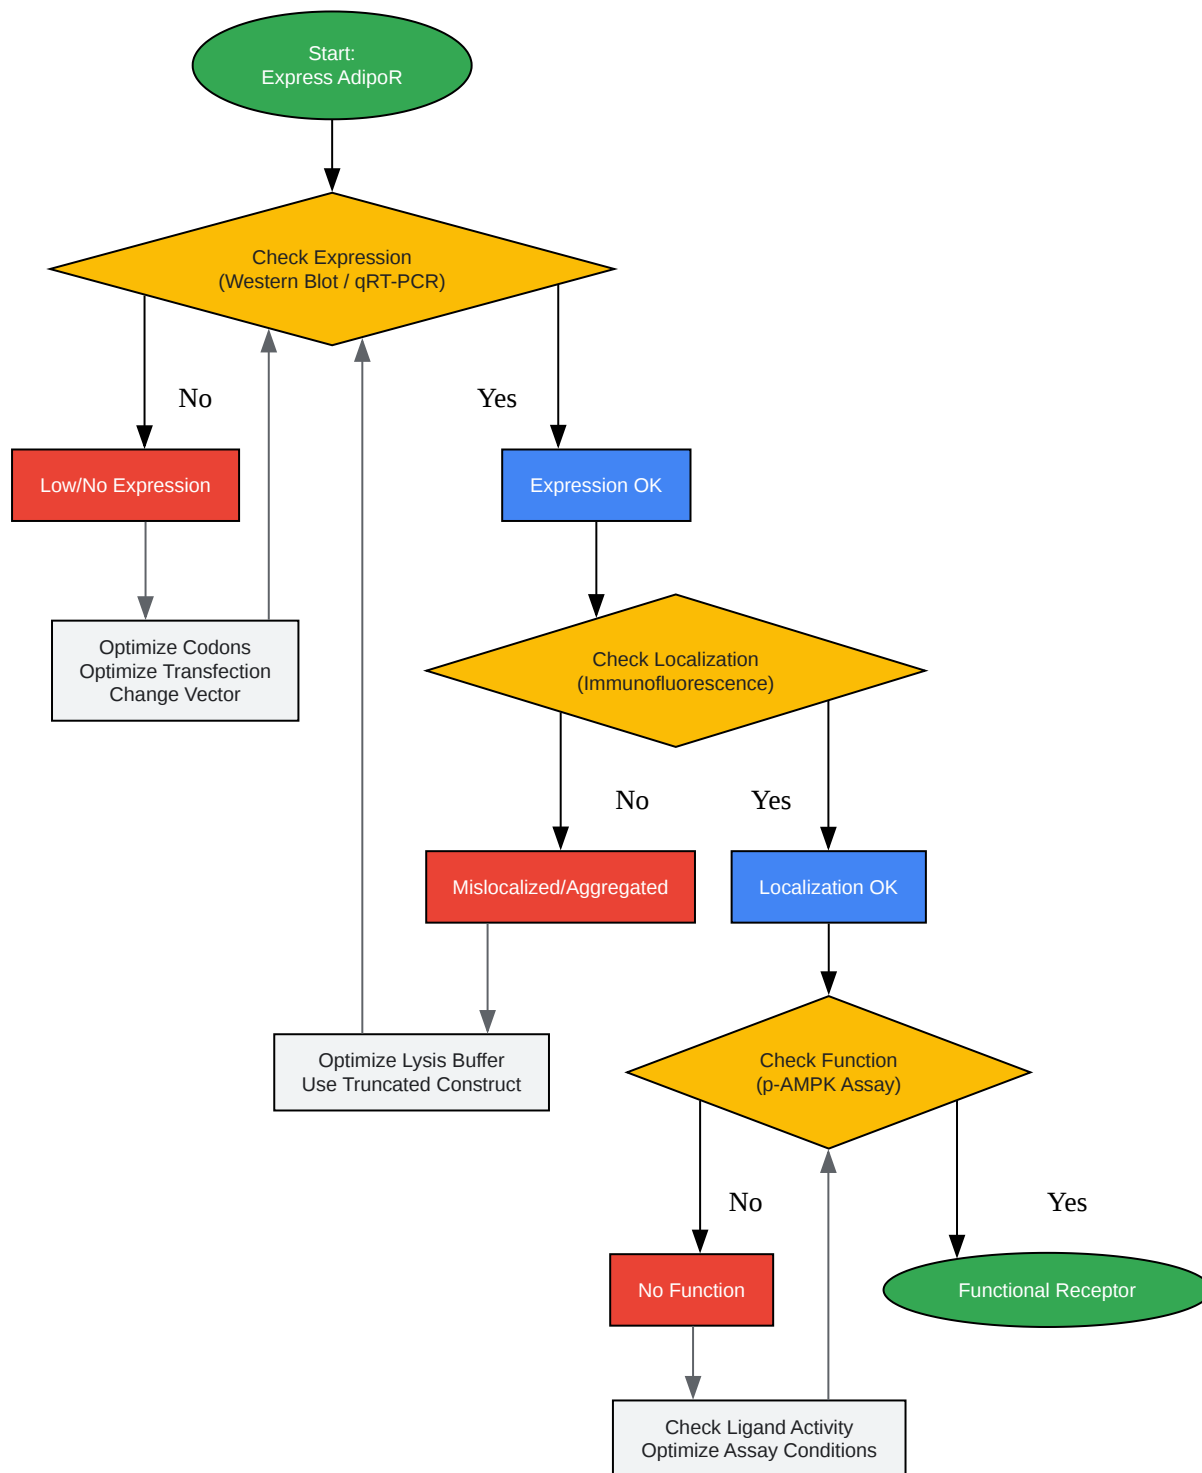 Start:
Express AdipoR
Check Expression
(Western Blot / qRT-PCR)
No
Yes
Low/No Expression
Expression OK
Optimize Codons
Optimize Transfection
Change Vector
Check Localization
(Immunofluorescence)
No
Yes
Mislocalized/Aggregated
Localization OK
Optimize Lysis Buffer
Use Truncated Construct
Check Function
(p-AMPK Assay)
No
Yes
No Function
Functional Receptor
Check Ligand Activity
Optimize Assay Conditions